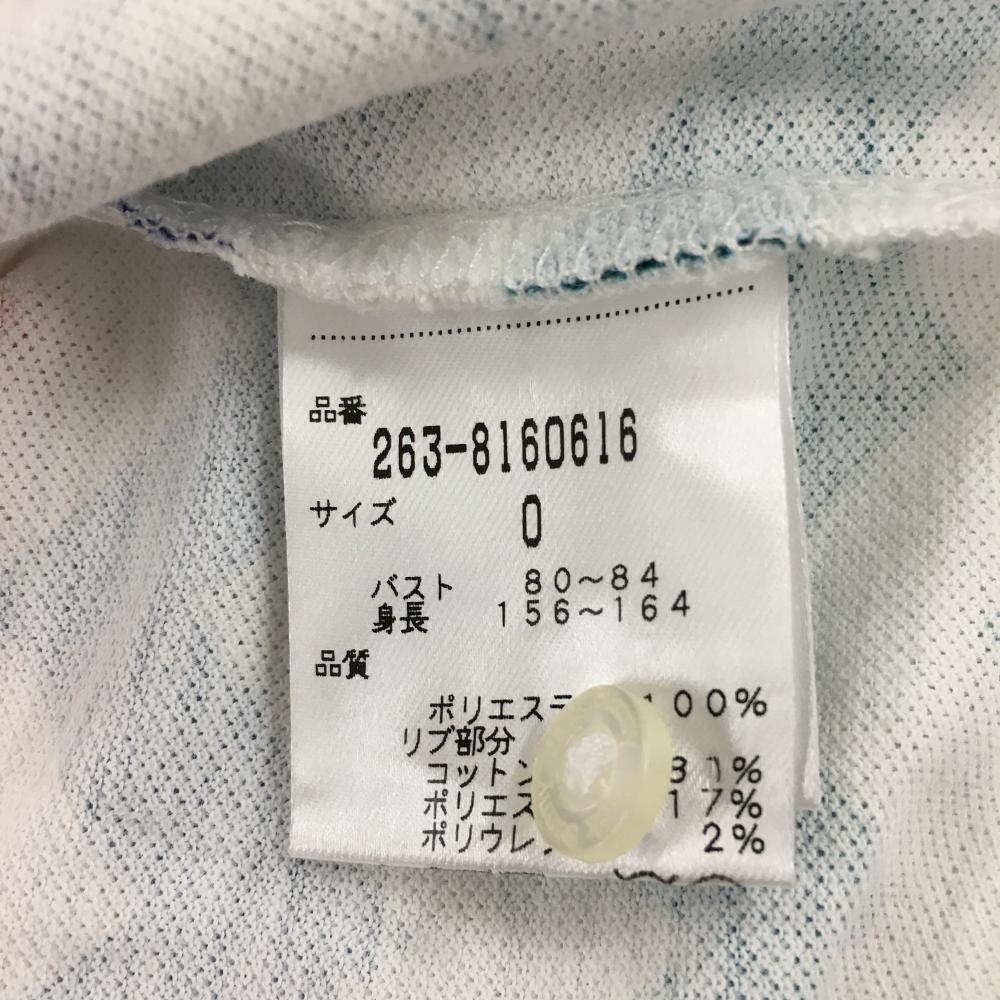 品番
263-8160616
サイズ 0
バスト 80〜84
身長 156〜164
品質
ポリエステ 100%
リブ部分
コットン 81%
ポリエス 17%
ポリウレ 2%